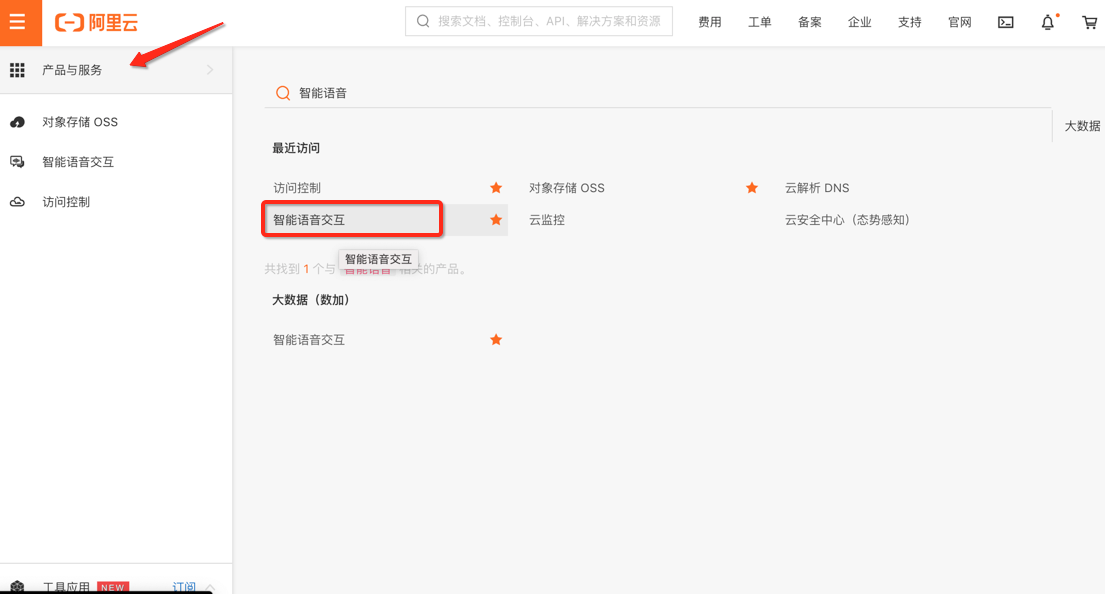 阿里云
搜索文档、控制台、API、解决方案和资源
费用 工单 备案 企业 支持 官网
产品与服务
对象存储 OSS
智能语音交互
访问控制
智能语音
大数据
最近访问
访问控制 对象存储 OSS 云解析 DNS
智能语音交互 云监控 云安全中心（态势感知）
智能语音交互
共找到 1 个与 "智能语音" 相关的产品。
大数据（数加）
智能语音交互
工具应用 NEW 订阅